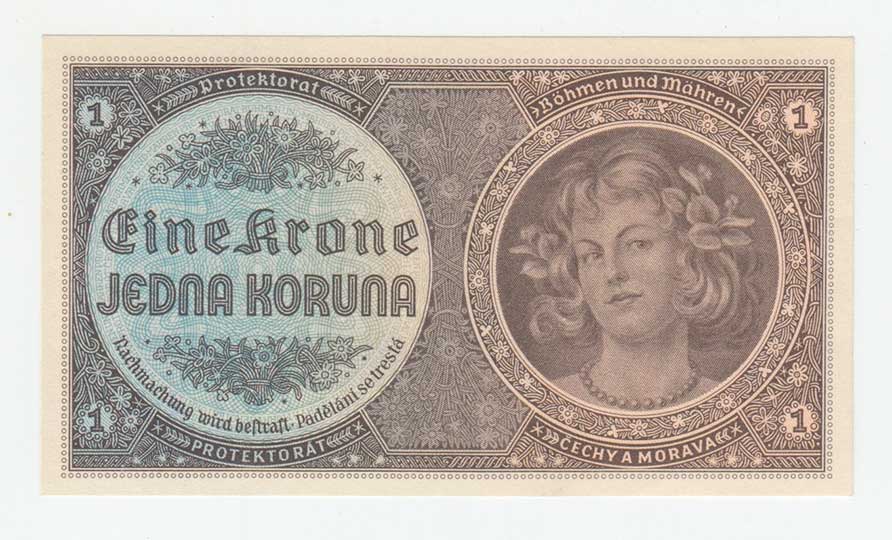 Protektorat
Böhmen und Mähren
1
1
Eine Krone
JEDNA KORUNA
Nachmachung wird bestraft. Padělání se trestá
1
1
PROTEKTORÁT
ČECHY A MORAVA